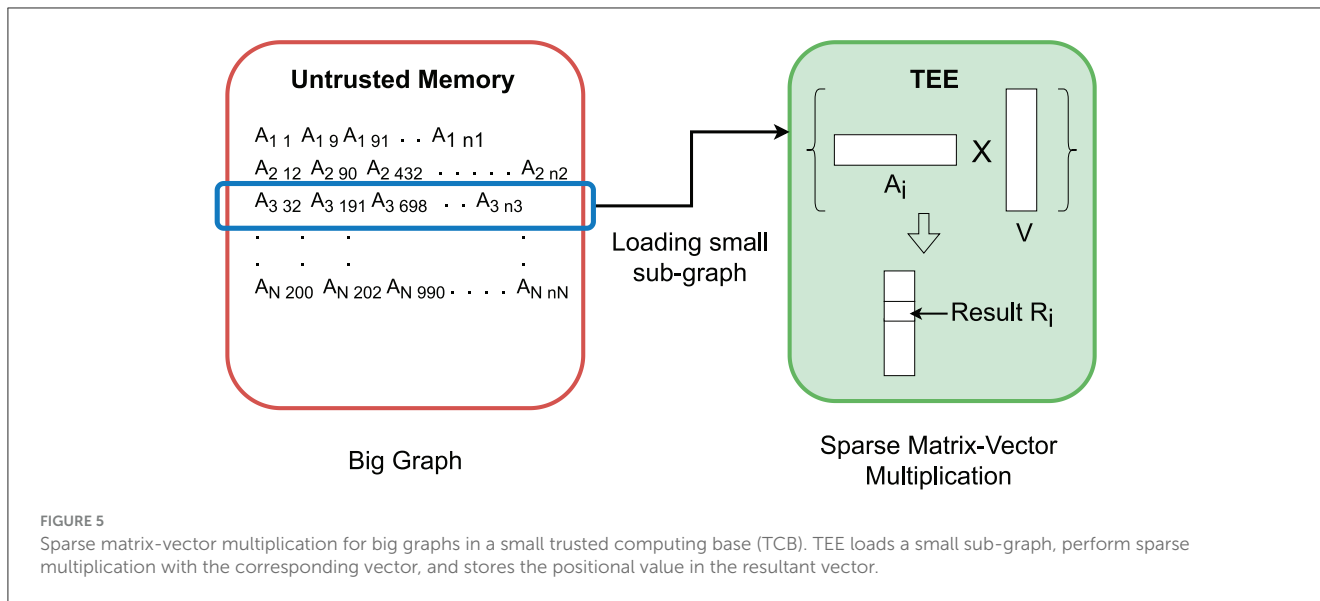 Untrusted Memory
A1 1 A1 9 A1 91 . . A1 n1
A2 12 A2 90 A2 432 . . . . . A2 n2
A3 32 A3 191 A3 698 . . A3 n3
. . . .
. . . .
AN 200 AN 202 AN 990 . . . . AN nN
Big Graph
Loading small
sub-graph
TEE
Ai
X
V
Result Ri
Sparse Matrix-Vector
Multiplication
FIGURE 5
Sparse matrix-vector multiplication for big graphs in a small trusted computing base (TCB). TEE loads a small sub-graph, perform sparse
multiplication with the corresponding vector, and stores the positional value in the resultant vector.